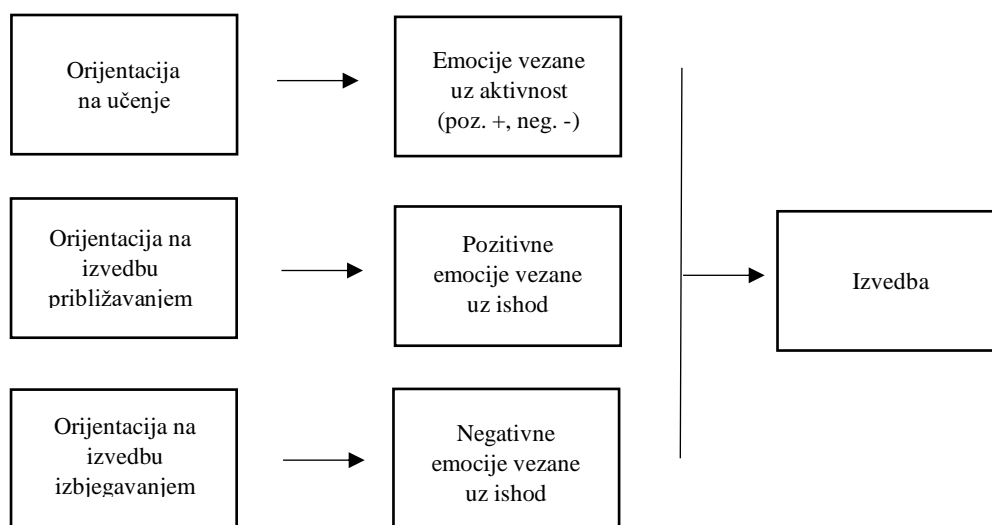 Orijentacija
na učenje
Emocije vezane
uz aktivnost
(poz. +, neg. -)
Orijentacija na
izvedbu
približavanjem
Pozitivne
emocije vezane
uz ishod
Izvedba
Orijentacija na
izvedbu
izbjegavanjem
Negativne
emocije vezane
uz ishod